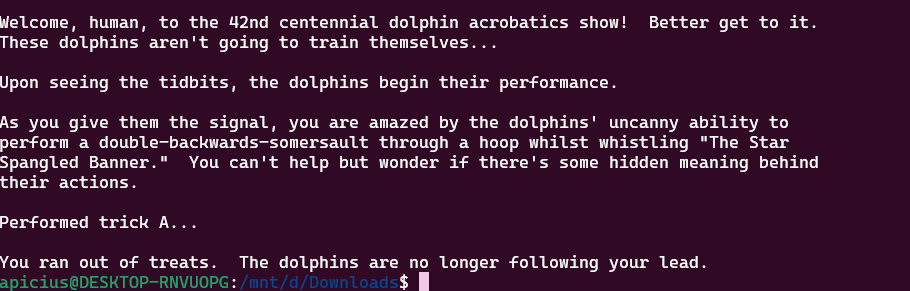 Welcome, human, to the 42nd centennial dolphin acrobatics show!  Better get to it.
These dolphins aren't going to train themselves...
Upon seeing the tidbits, the dolphins begin their performance.
As you give them the signal, you are amazed by the dolphins' uncanny ability to
perform a double-backwards-somersault through a hoop whilst whistling "The Star
Spangled Banner."  You can't help but wonder if there's some hidden meaning behind
their actions.
Performed trick A...
You ran out of treats.  The dolphins are no longer following your lead.
apicius@DESKTOP-RNVUOPG:/mnt/d/Downloads$